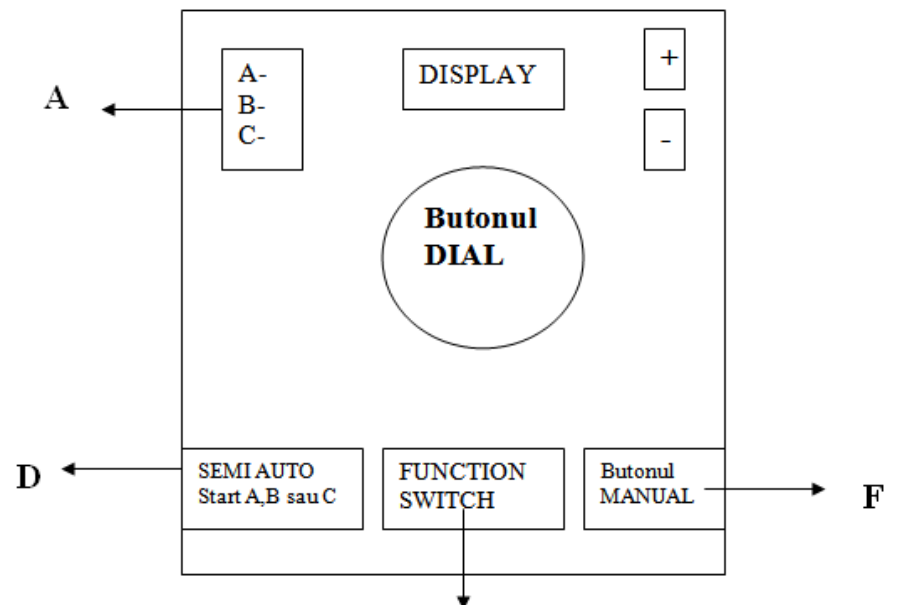 A
A-
B-
C-
DISPLAY
+
-
Butonul
DIAL
D
SEMI AUTO
Start A,B sau C
FUNCTION
SWITCH
Butonul
MANUAL
F